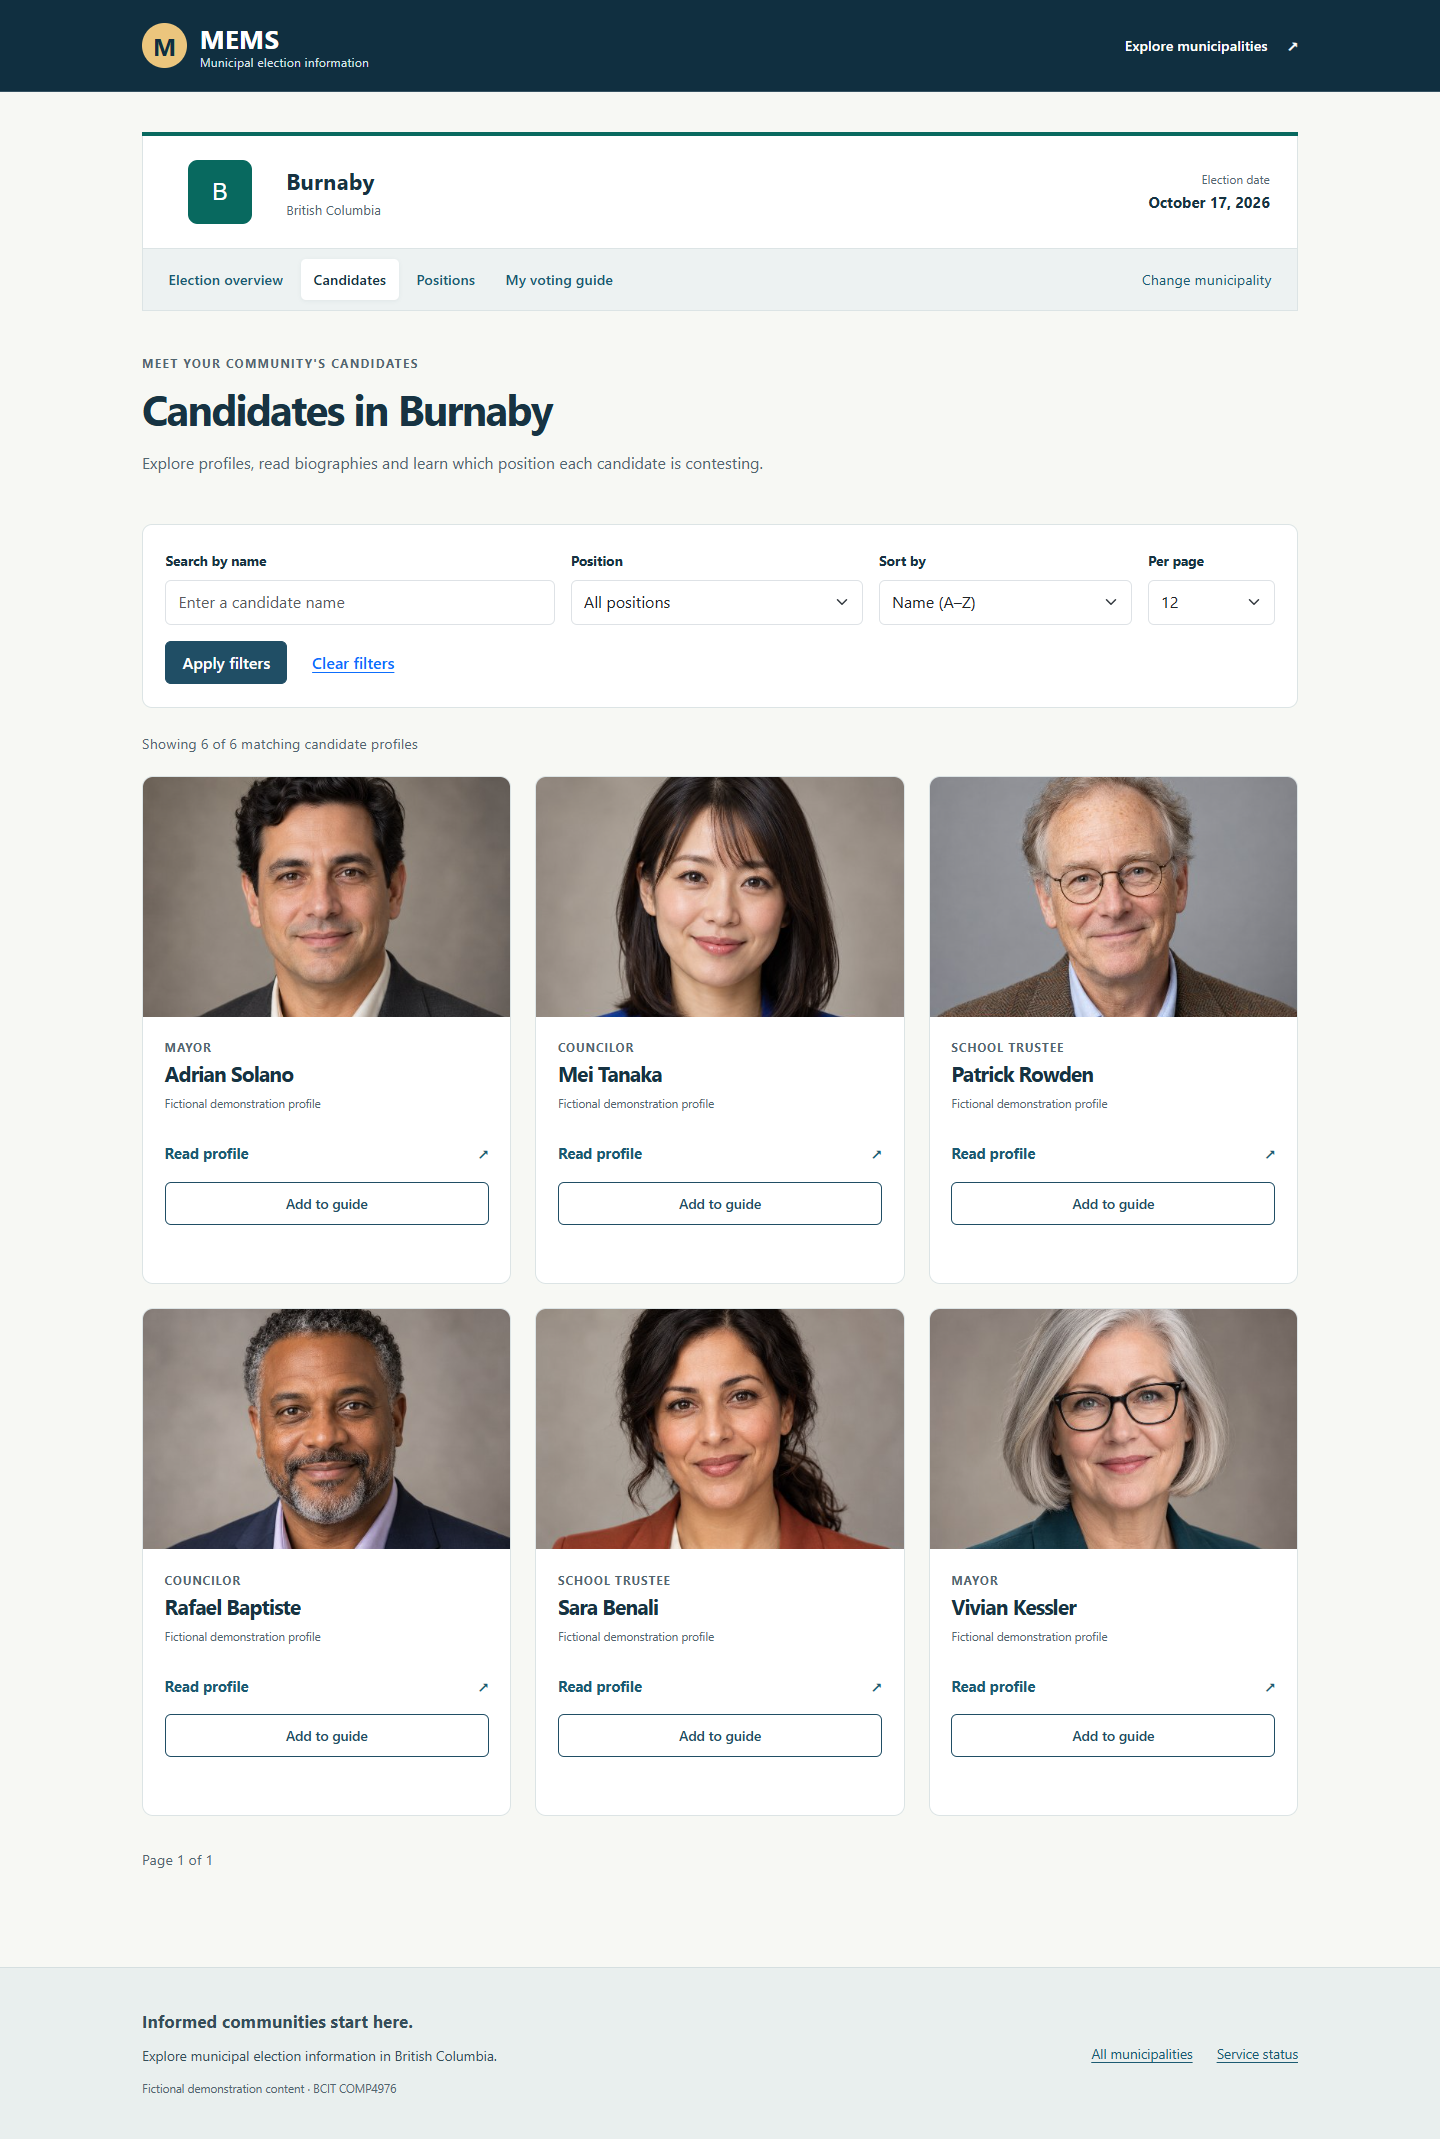 M
MEMS
Municipal election information
Explore municipalities ↗
B
Burnaby
British Columbia
Election date
October 17, 2026
Election overview Candidates Positions My voting guide Change municipality
MEET YOUR COMMUNITY'S CANDIDATES
Candidates in Burnaby
Explore profiles, read biographies and learn which position each candidate is contesting.
Search by name Position Sort by Per page
Enter a candidate name All positions Name (A–Z) 12
Apply filters Clear filters
Showing 6 of 6 matching candidate profiles
MAYOR
Adrian Solano
Fictional demonstration profile
Read profile ↗
Add to guide
COUNCILOR
Mei Tanaka
Fictional demonstration profile
Read profile ↗
Add to guide
SCHOOL TRUSTEE
Patrick Rowden
Fictional demonstration profile
Read profile ↗
Add to guide
COUNCILOR
Rafael Baptiste
Fictional demonstration profile
Read profile ↗
Add to guide
SCHOOL TRUSTEE
Sara Benali
Fictional demonstration profile
Read profile ↗
Add to guide
MAYOR
Vivian Kessler
Fictional demonstration profile
Read profile ↗
Add to guide
Page 1 of 1
Informed communities start here.
Explore municipal election information in British Columbia.
Fictional demonstration content · BCIT COMP4976
All municipalities Service status